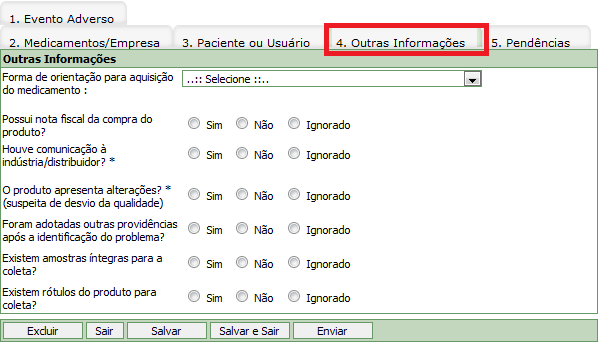 1. Evento Adverso
2. Medicamentos/Empresa 3. Paciente ou Usuário 4. Outras Informações 5. Pendências
Outras Informações
Forma de orientação para aquisição
do medicamento :
..:: Selecione ::..
Possui nota fiscal da compra do
produto?
Sim Não Ignorado
Houve comunicação à
indústria/distribuidor? *
Sim Não Ignorado
O produto apresenta alterações? *
(suspeita de desvio da qualidade)
Sim Não Ignorado
Foram adotadas outras providências
após a identificação do problema?
Sim Não Ignorado
Existem amostras íntegras para a
coleta?
Sim Não Ignorado
Existem rótulos do produto para
coleta?
Sim Não Ignorado
Excluir Sair Salvar Salvar e Sair Enviar